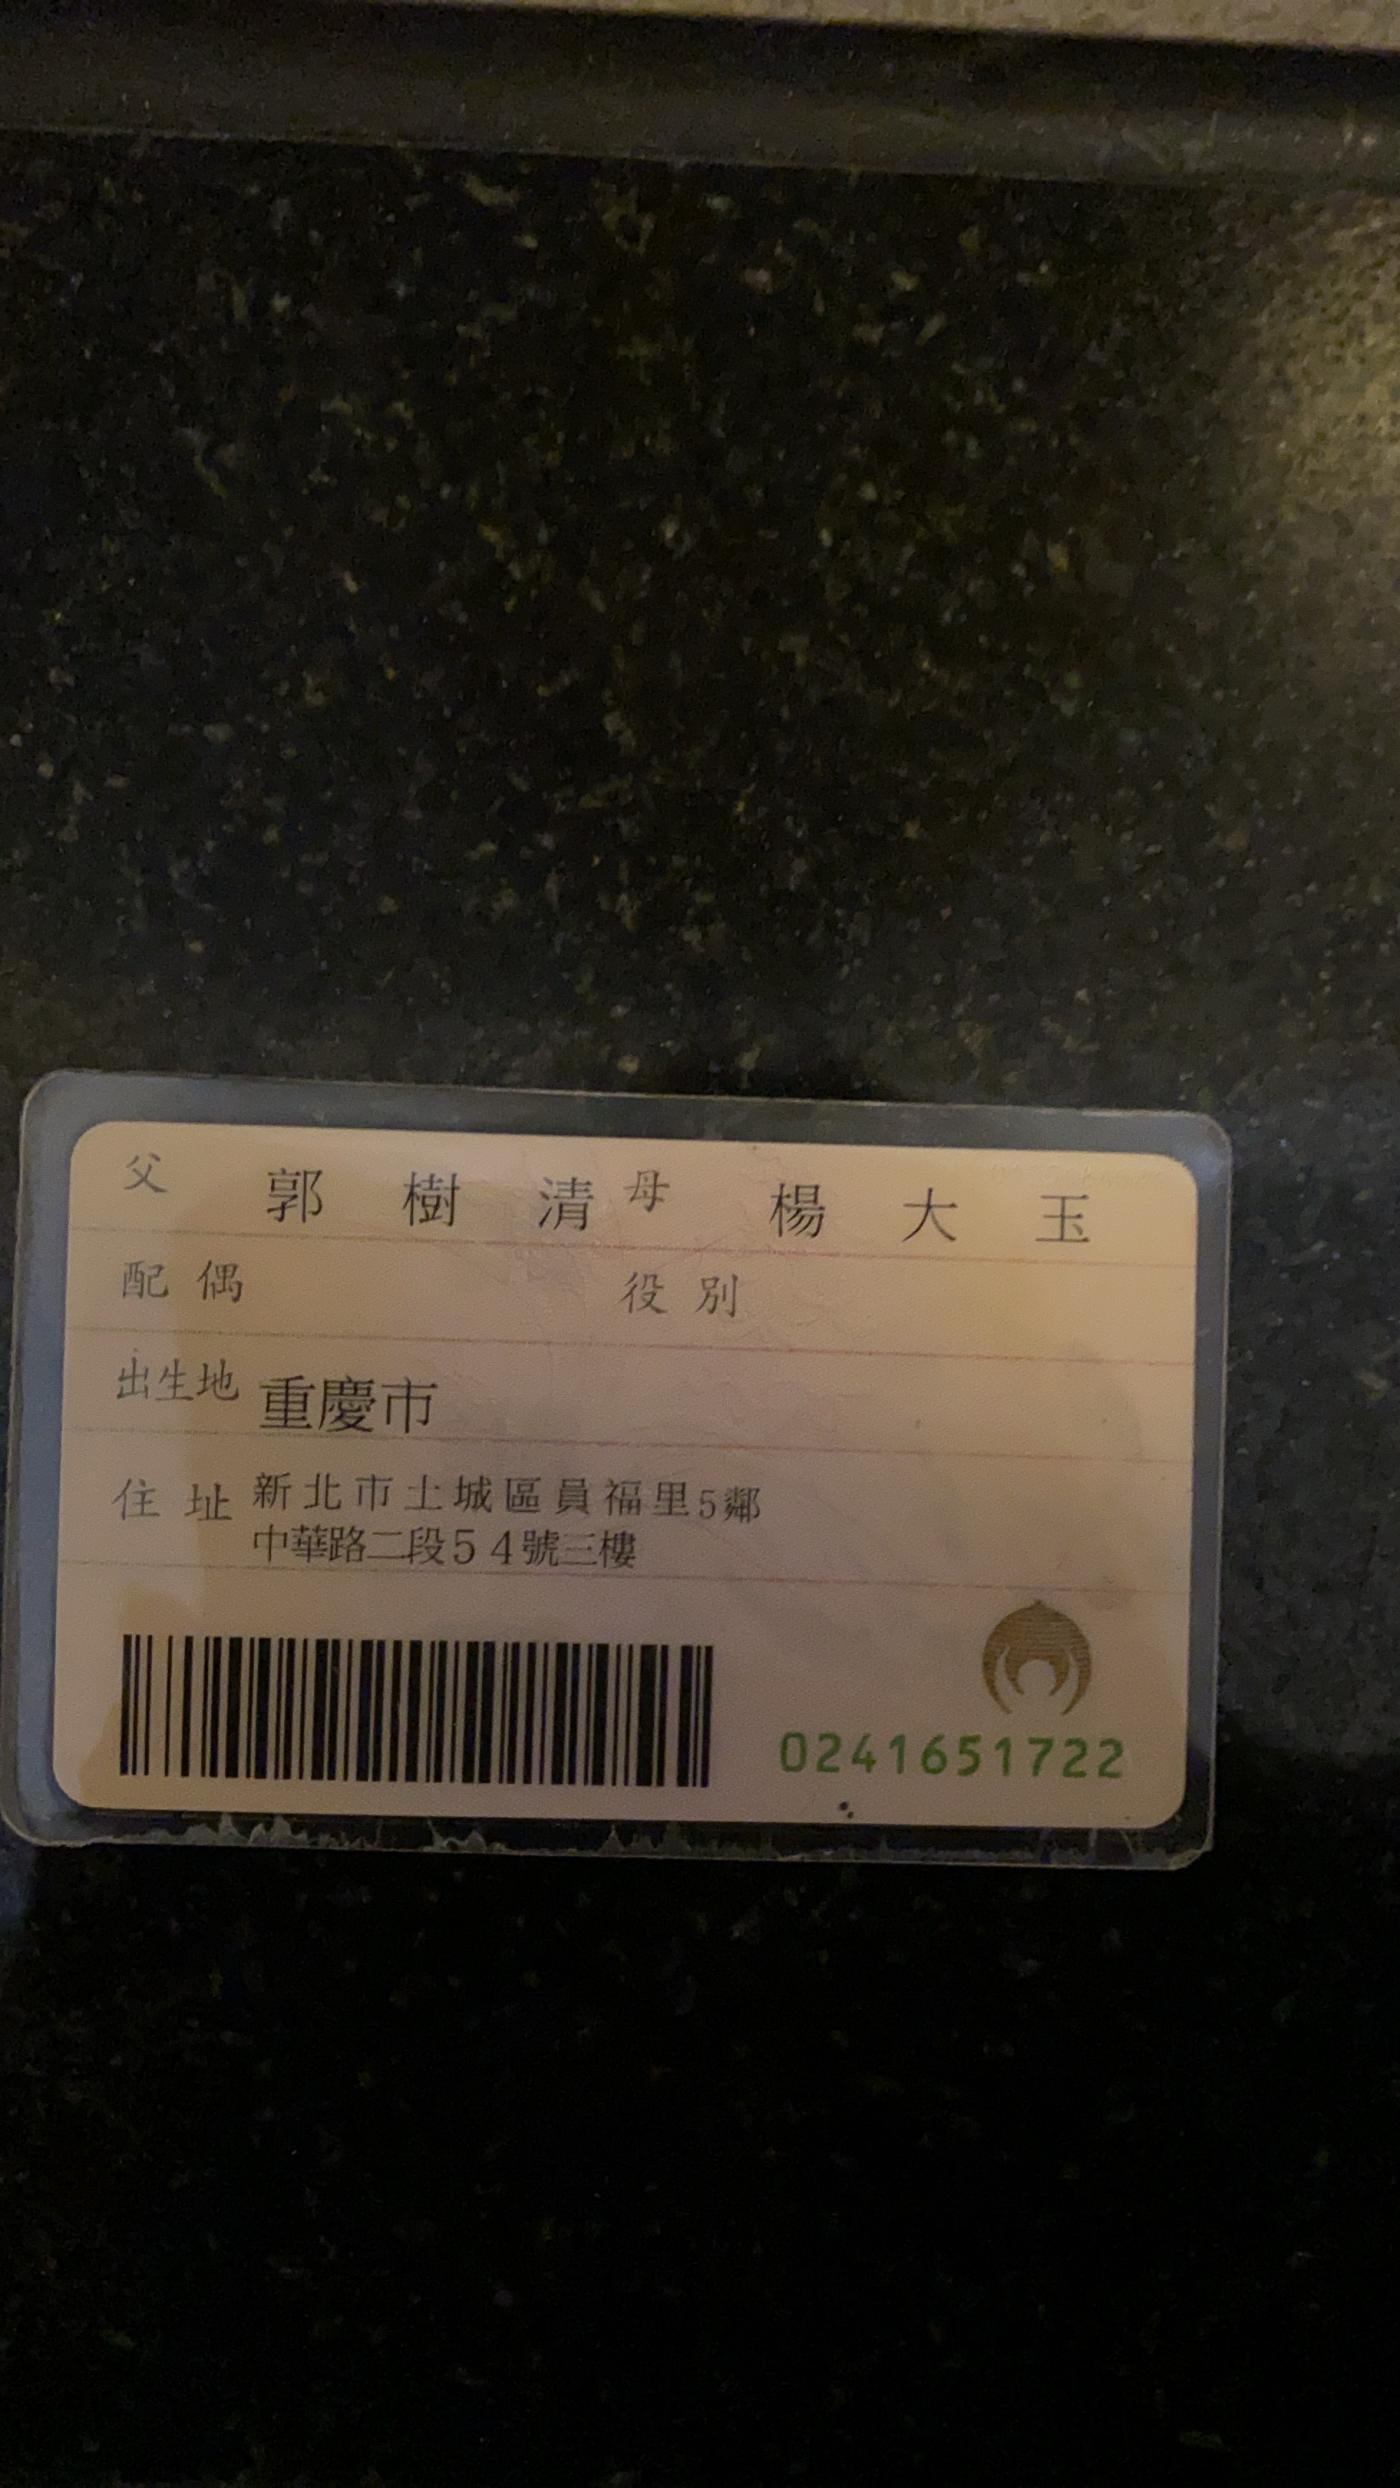 父 郭樹清 母 楊大玉
配偶 役別
出生地 重慶市
住址 新北市土城區員福里5鄰
中華路二段54號三樓
0241651722